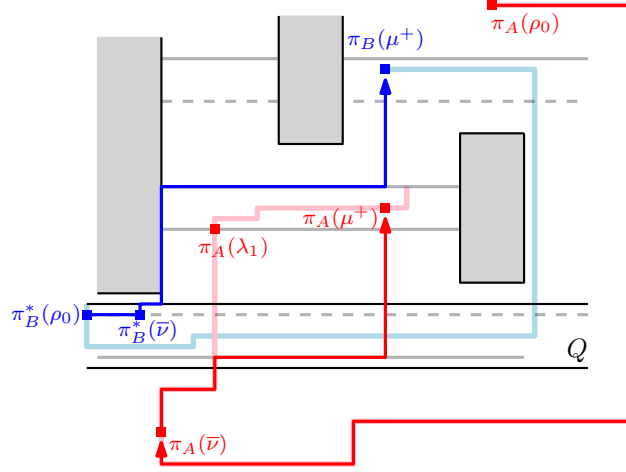 π_A(ρ_0)
π_B(μ^+)
π_A(μ^+)
π_A(λ_1)
π_B^*(ρ_0)
π_B^*(ν̅)
Q
π_A(ν̅)